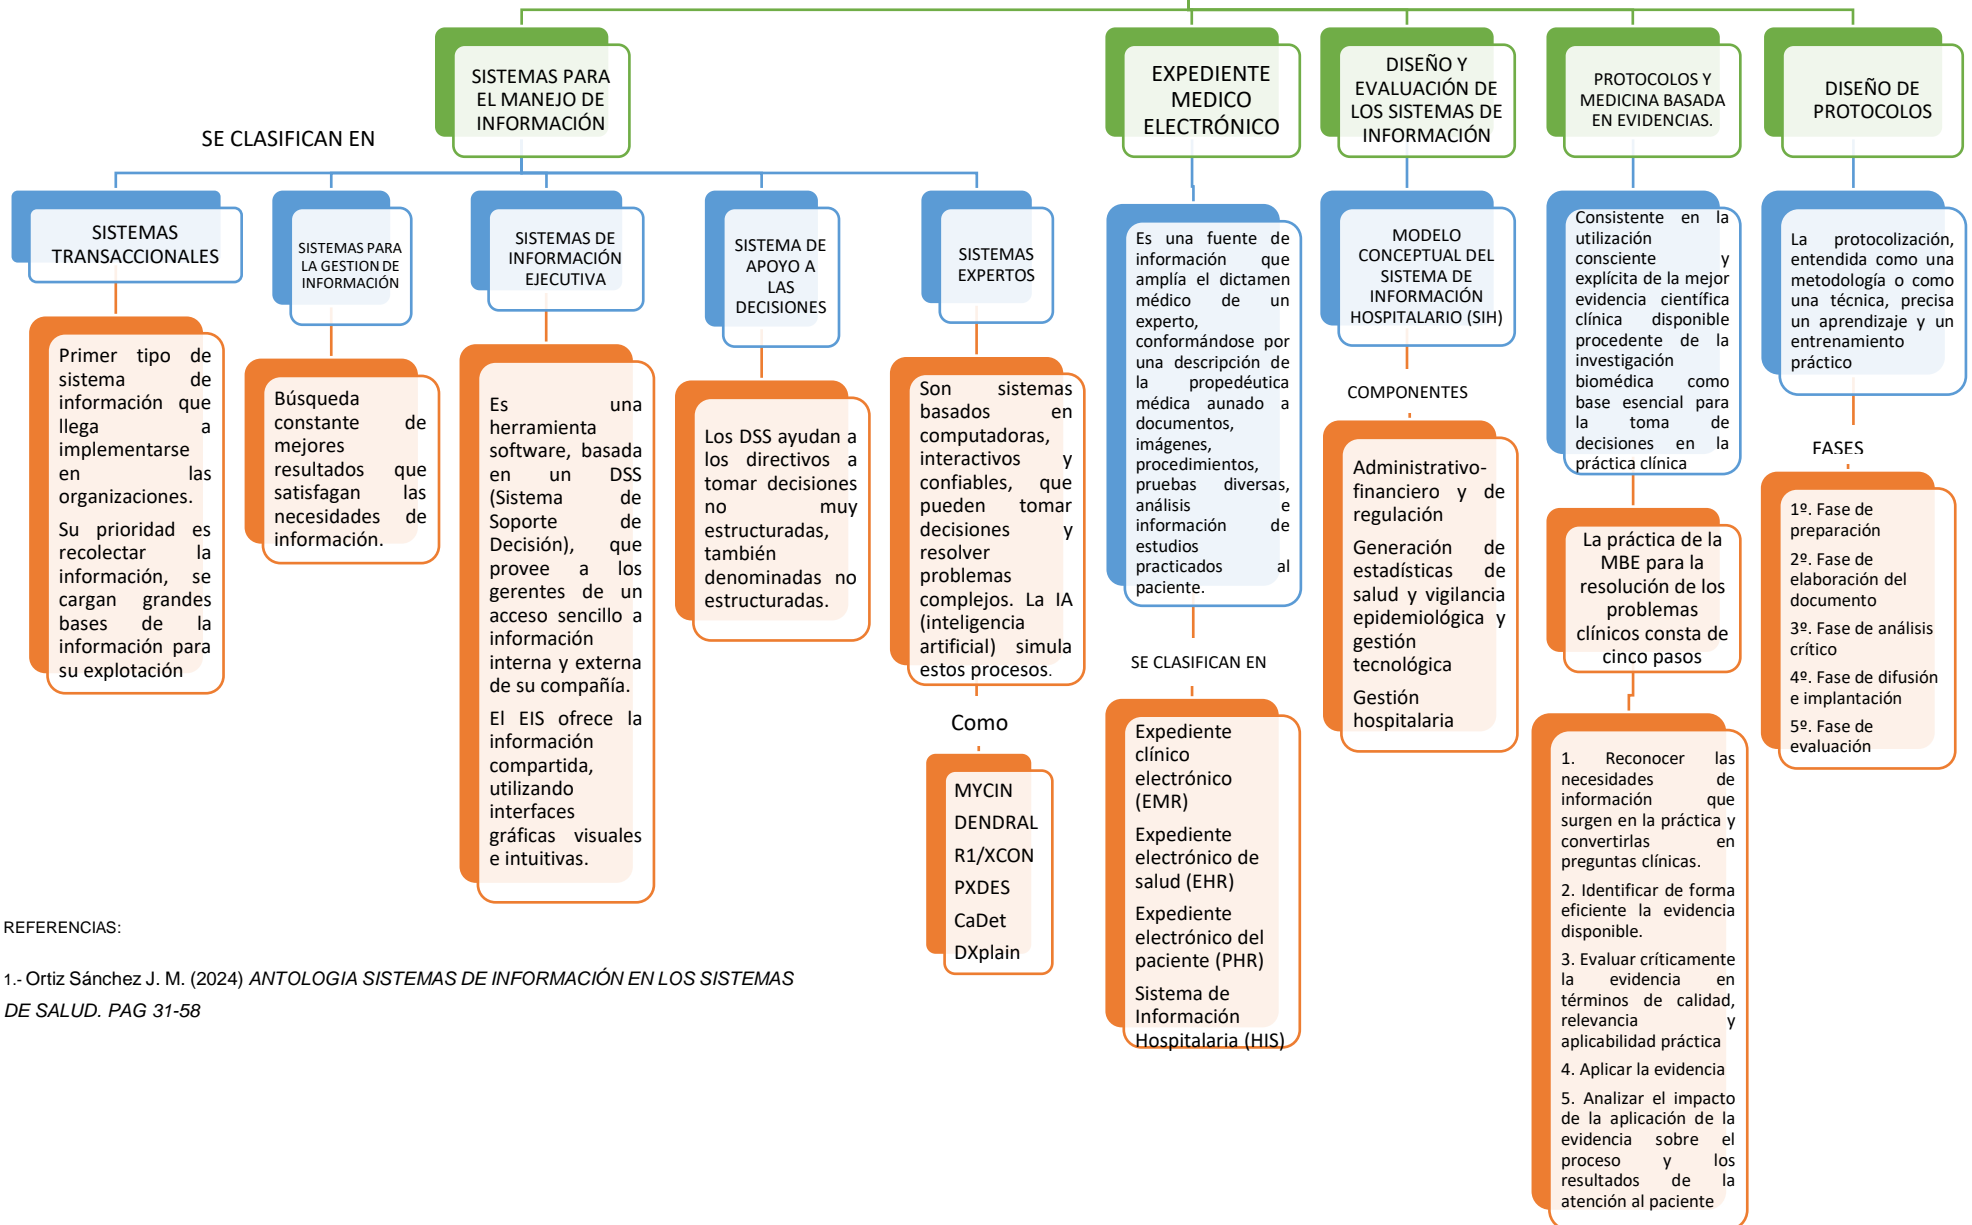 SISTEMAS PARA
EL MANEJO DE
INFORMACIÓN
EXPEDIENTE
MEDICO
ELECTRÓNICO
DISEÑO Y
EVALUACIÓN DE
LOS SISTEMAS DE
INFORMACIÓN
PROTOCOLOS Y
MEDICINA BASADA
EN EVIDENCIAS.
DISEÑO DE
PROTOCOLOS
SE CLASIFICAN EN
SISTEMAS
TRANSACCIONALES
Primer tipo de
sistema de
información que
llega a
implementarse
en las
organizaciones.
Su prioridad es
recolectar la
información, se
cargan grandes
bases de la
información para
su explotación
SISTEMAS PARA
LA GESTION DE
INFORMACIÓN
Búsqueda
constante de
mejores
resultados que
satisfagan las
necesidades de
información.
SISTEMAS DE
INFORMACIÓN
EJECUTIVA
Es una
herramienta
software, basada
en un DSS
(Sistema de
Soporte de
Decisión), que
provee a los
gerentes de un
acceso sencillo a
información
interna y externa
de su compañía.
El EIS ofrece la
información
compartida,
utilizando
interfaces
gráficas visuales
e intuitivas.
SISTEMA DE
APOYO A
LAS
DECISIONES
Los DSS ayudan a
los directivos a
tomar decisiones
no muy
estructuradas,
también
denominadas no
estructuradas.
SISTEMAS
EXPERTOS
Son sistemas
basados en
computadoras,
interactivos y
confiables, que
pueden tomar
decisiones y
resolver
problemas
complejos. La IA
(inteligencia
artificial) simula
estos procesos.
Como
MYCIN
DENDRAL
R1/XCON
PXDES
CaDet
DXplain
Es una fuente de
información que
amplía el dictamen
médico de un
experto,
conformándose por
una descripción de
la propedéutica
médica aunado a
documentos,
imágenes,
procedimientos,
pruebas diversas,
análisis e
información de
estudios
practicados al
paciente.
SE CLASIFICAN EN
Expediente
clínico
electrónico
(EMR)
Expediente
electrónico de
salud (EHR)
Expediente
electrónico del
paciente (PHR)
Sistema de
Información
Hospitalaria (HIS)
MODELO
CONCEPTUAL DEL
SISTEMA DE
INFORMACIÓN
HOSPITALARIO (SIH)
COMPONENTES
Administrativo-
financiero y de
regulación
Generación de
estadísticas de
salud y vigilancia
epidemiológica y
gestión
tecnológica
Gestión
hospitalaria
Consistente en la
utilización
consciente y
explícita de la mejor
evidencia científica
clínica disponible
procedente de la
investigación
biomédica como
base esencial para
la toma de
decisiones en la
práctica clínica
La práctica de la
MBE para la
resolución de los
problemas
clínicos consta de
cinco pasos
1. Reconocer las
necesidades de
información que
surgen en la práctica y
convertirlas en
preguntas clínicas.
2. Identificar de forma
eficiente la evidencia
disponible.
3. Evaluar críticamente
la evidencia en
términos de calidad,
relevancia y
aplicabilidad práctica
4. Aplicar la evidencia
5. Analizar el impacto
de la aplicación de la
evidencia sobre el
proceso y los
resultados de la
atención al paciente
La protocolización,
entendida como una
metodología o como
una técnica, precisa
un aprendizaje y un
entrenamiento
práctico
FASES
1º. Fase de
preparación
2º. Fase de
elaboración del
documento
3º. Fase de análisis
crítico
4º. Fase de difusión
e implantación
5º. Fase de
evaluación
REFERENCIAS:
1.- Ortiz Sánchez J. M. (2024) ANTOLOGIA SISTEMAS DE INFORMACIÓN EN LOS SISTEMAS
DE SALUD. PAG 31-58